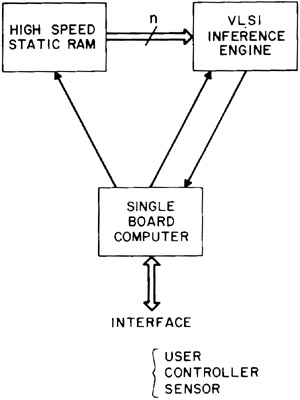 HIGH SPEED
STATIC RAM
n
VLSI
INFERENCE
ENGINE
SINGLE
BOARD
COMPUTER
INTERFACE
USER
CONTROLLER
SENSOR